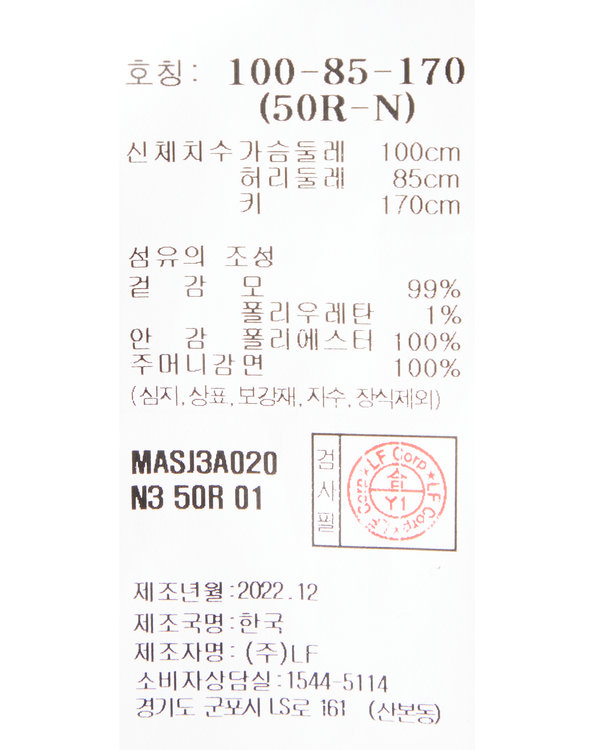 호칭: 100-85-170
(50R-N)
신체치수 가슴둘레 100cm
허리둘레 85cm
키 170cm
섬유의 조성
겉 감 모 99%
폴리우레탄 1%
안 감 폴리에스터 100%
주머니감 면 100%
(심지, 상표, 보강재, 자수, 장식제외)
MASJ3A020
N3 50R 01
검사필
LF Corp ★ LF Corp ★ LF Corp ★
合
Y1
제조년월:2022.12
제조국명:한국
제조자명: (주)LF
소비자상담실:1544-5114
경기도 군포시 LS로 161 (산본동)